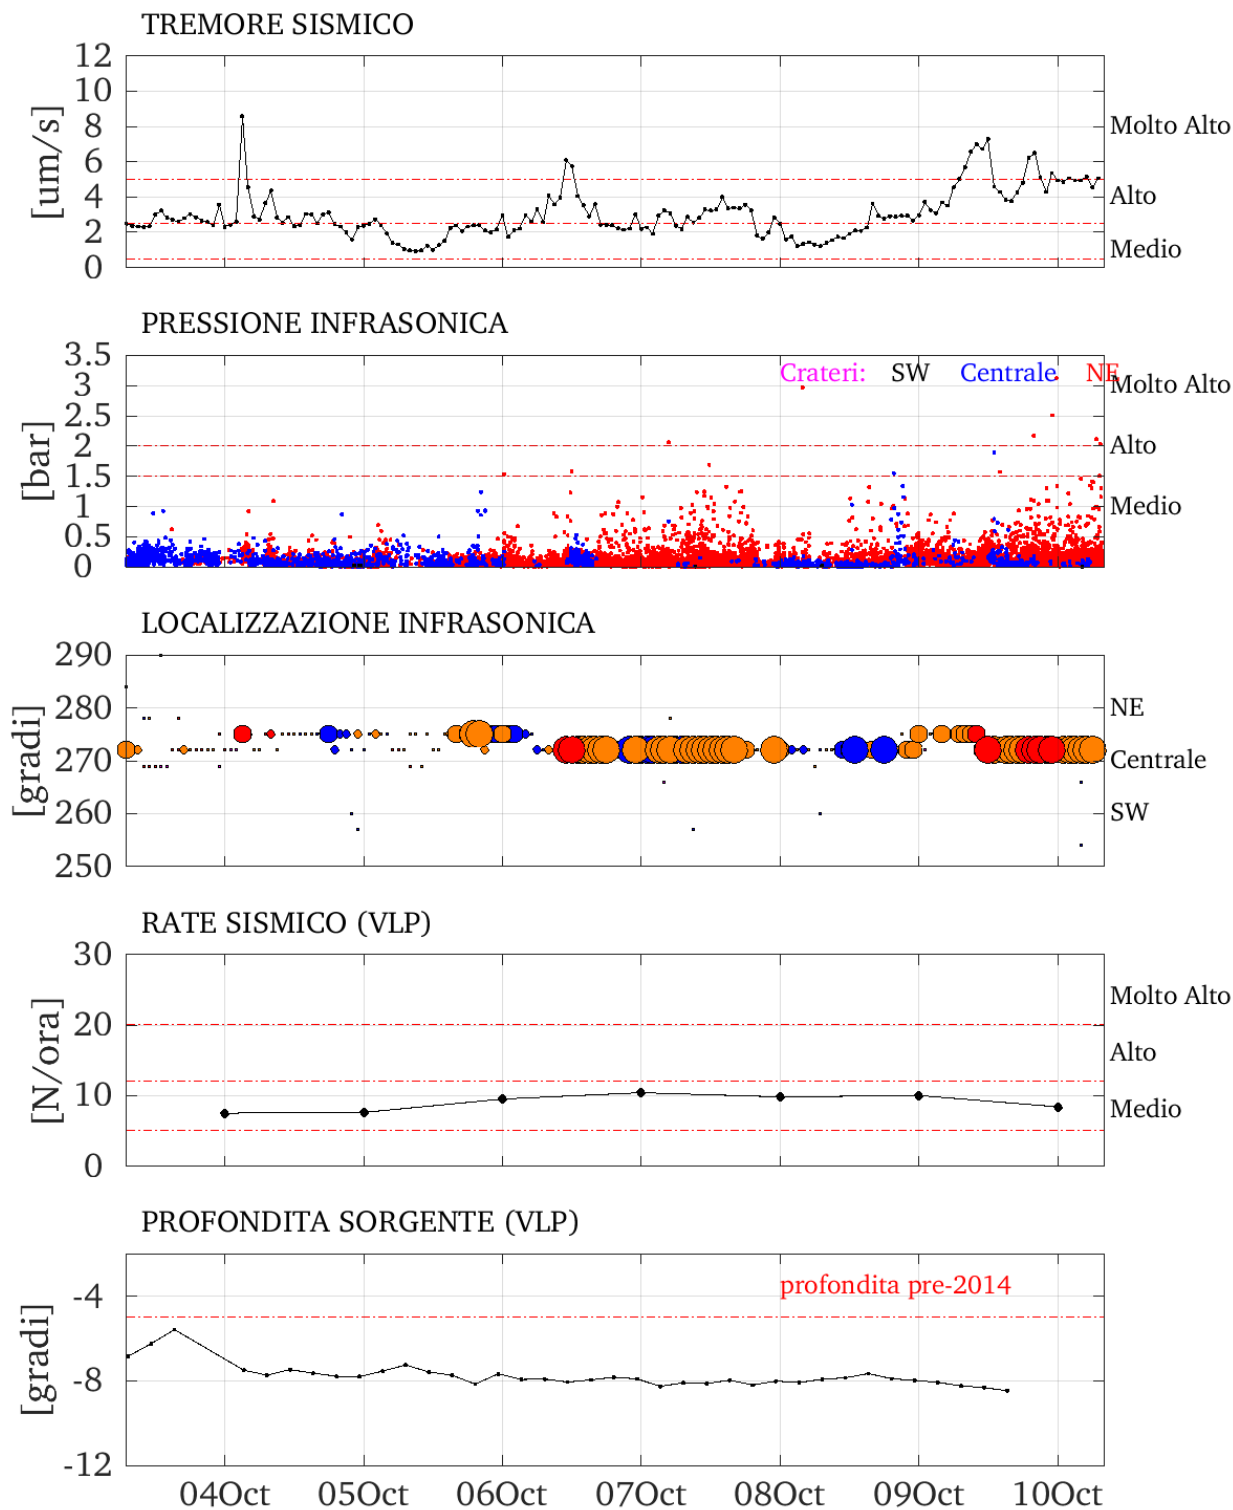 TREMORE SISMICO
12
10
8
6
4
2
0
[um/s]
Molto Alto
Alto
Medio
PRESSIONE INFRASONICA
3.5
3
2.5
2
1.5
1
0.5
0
[bar]
Crateri: SW Centrale NE
Molto Alto
Alto
Medio
LOCALIZZAZIONE INFRASONICA
290
280
270
260
250
[gradi]
NE
Centrale
SW
RATE SISMICO (VLP)
30
20
10
0
[N/ora]
Molto Alto
Alto
Medio
PROFONDITA SORGENTE (VLP)
-4
-8
-12
[gradi]
profondita pre-2014
04Oct 05Oct 06Oct 07Oct 08Oct 09Oct 10Oct